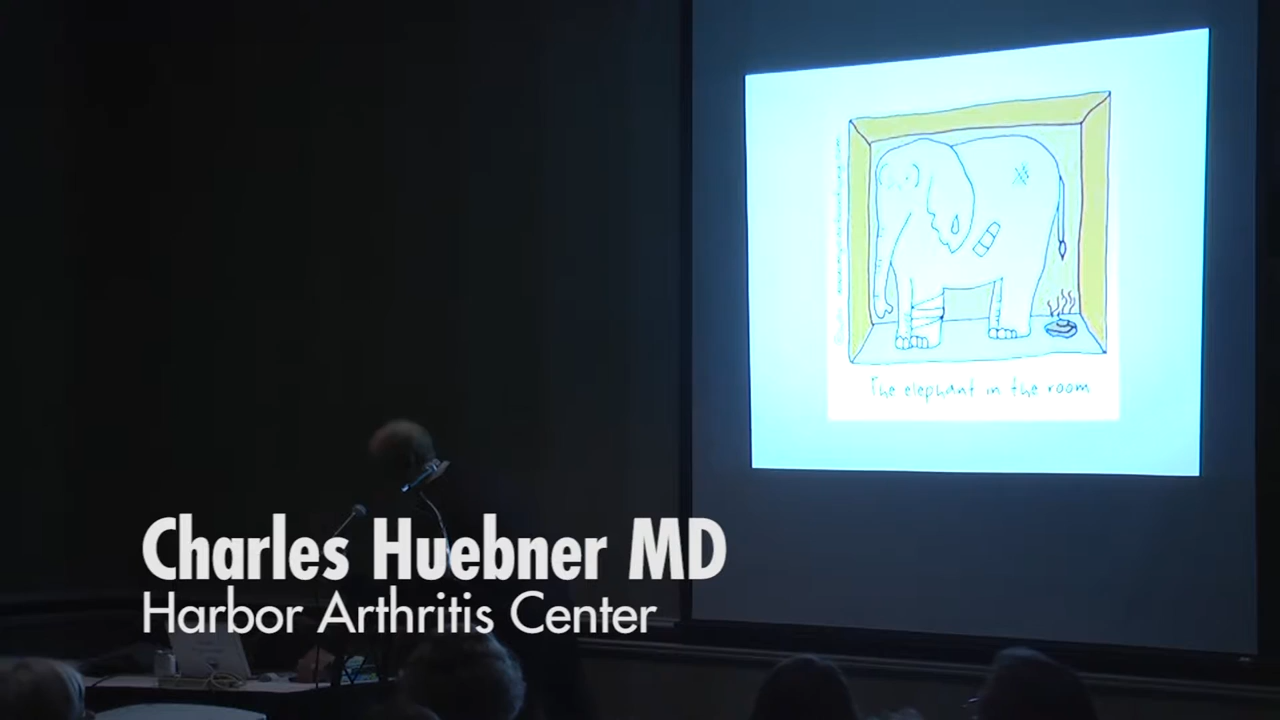 The elephant in the room
Charles Huebner MD
Harbor Arthritis Center